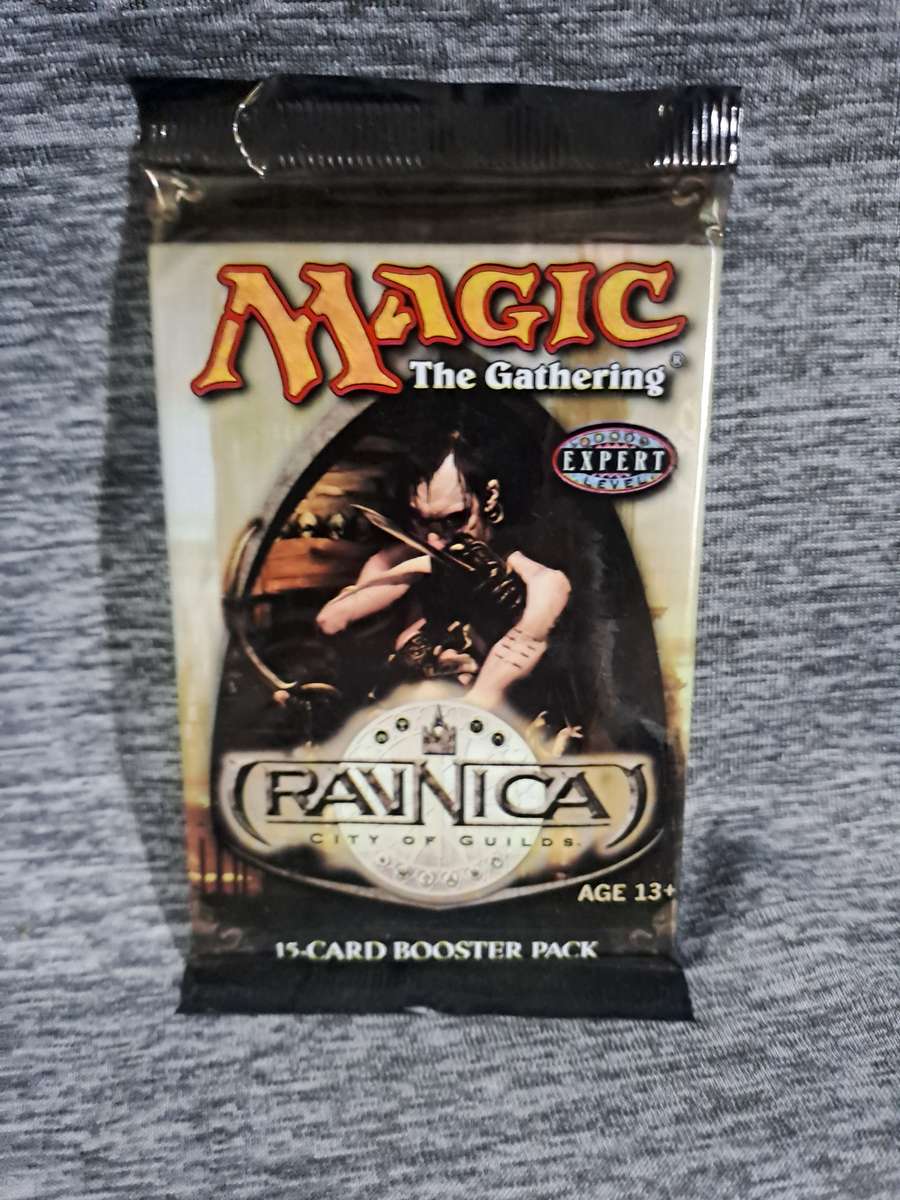 MAGIC
The Gathering®
EXPERT
LEVEL
RAVNICA
CITY OF GUILDS
AGE 13+
15-CARD BOOSTER PACK